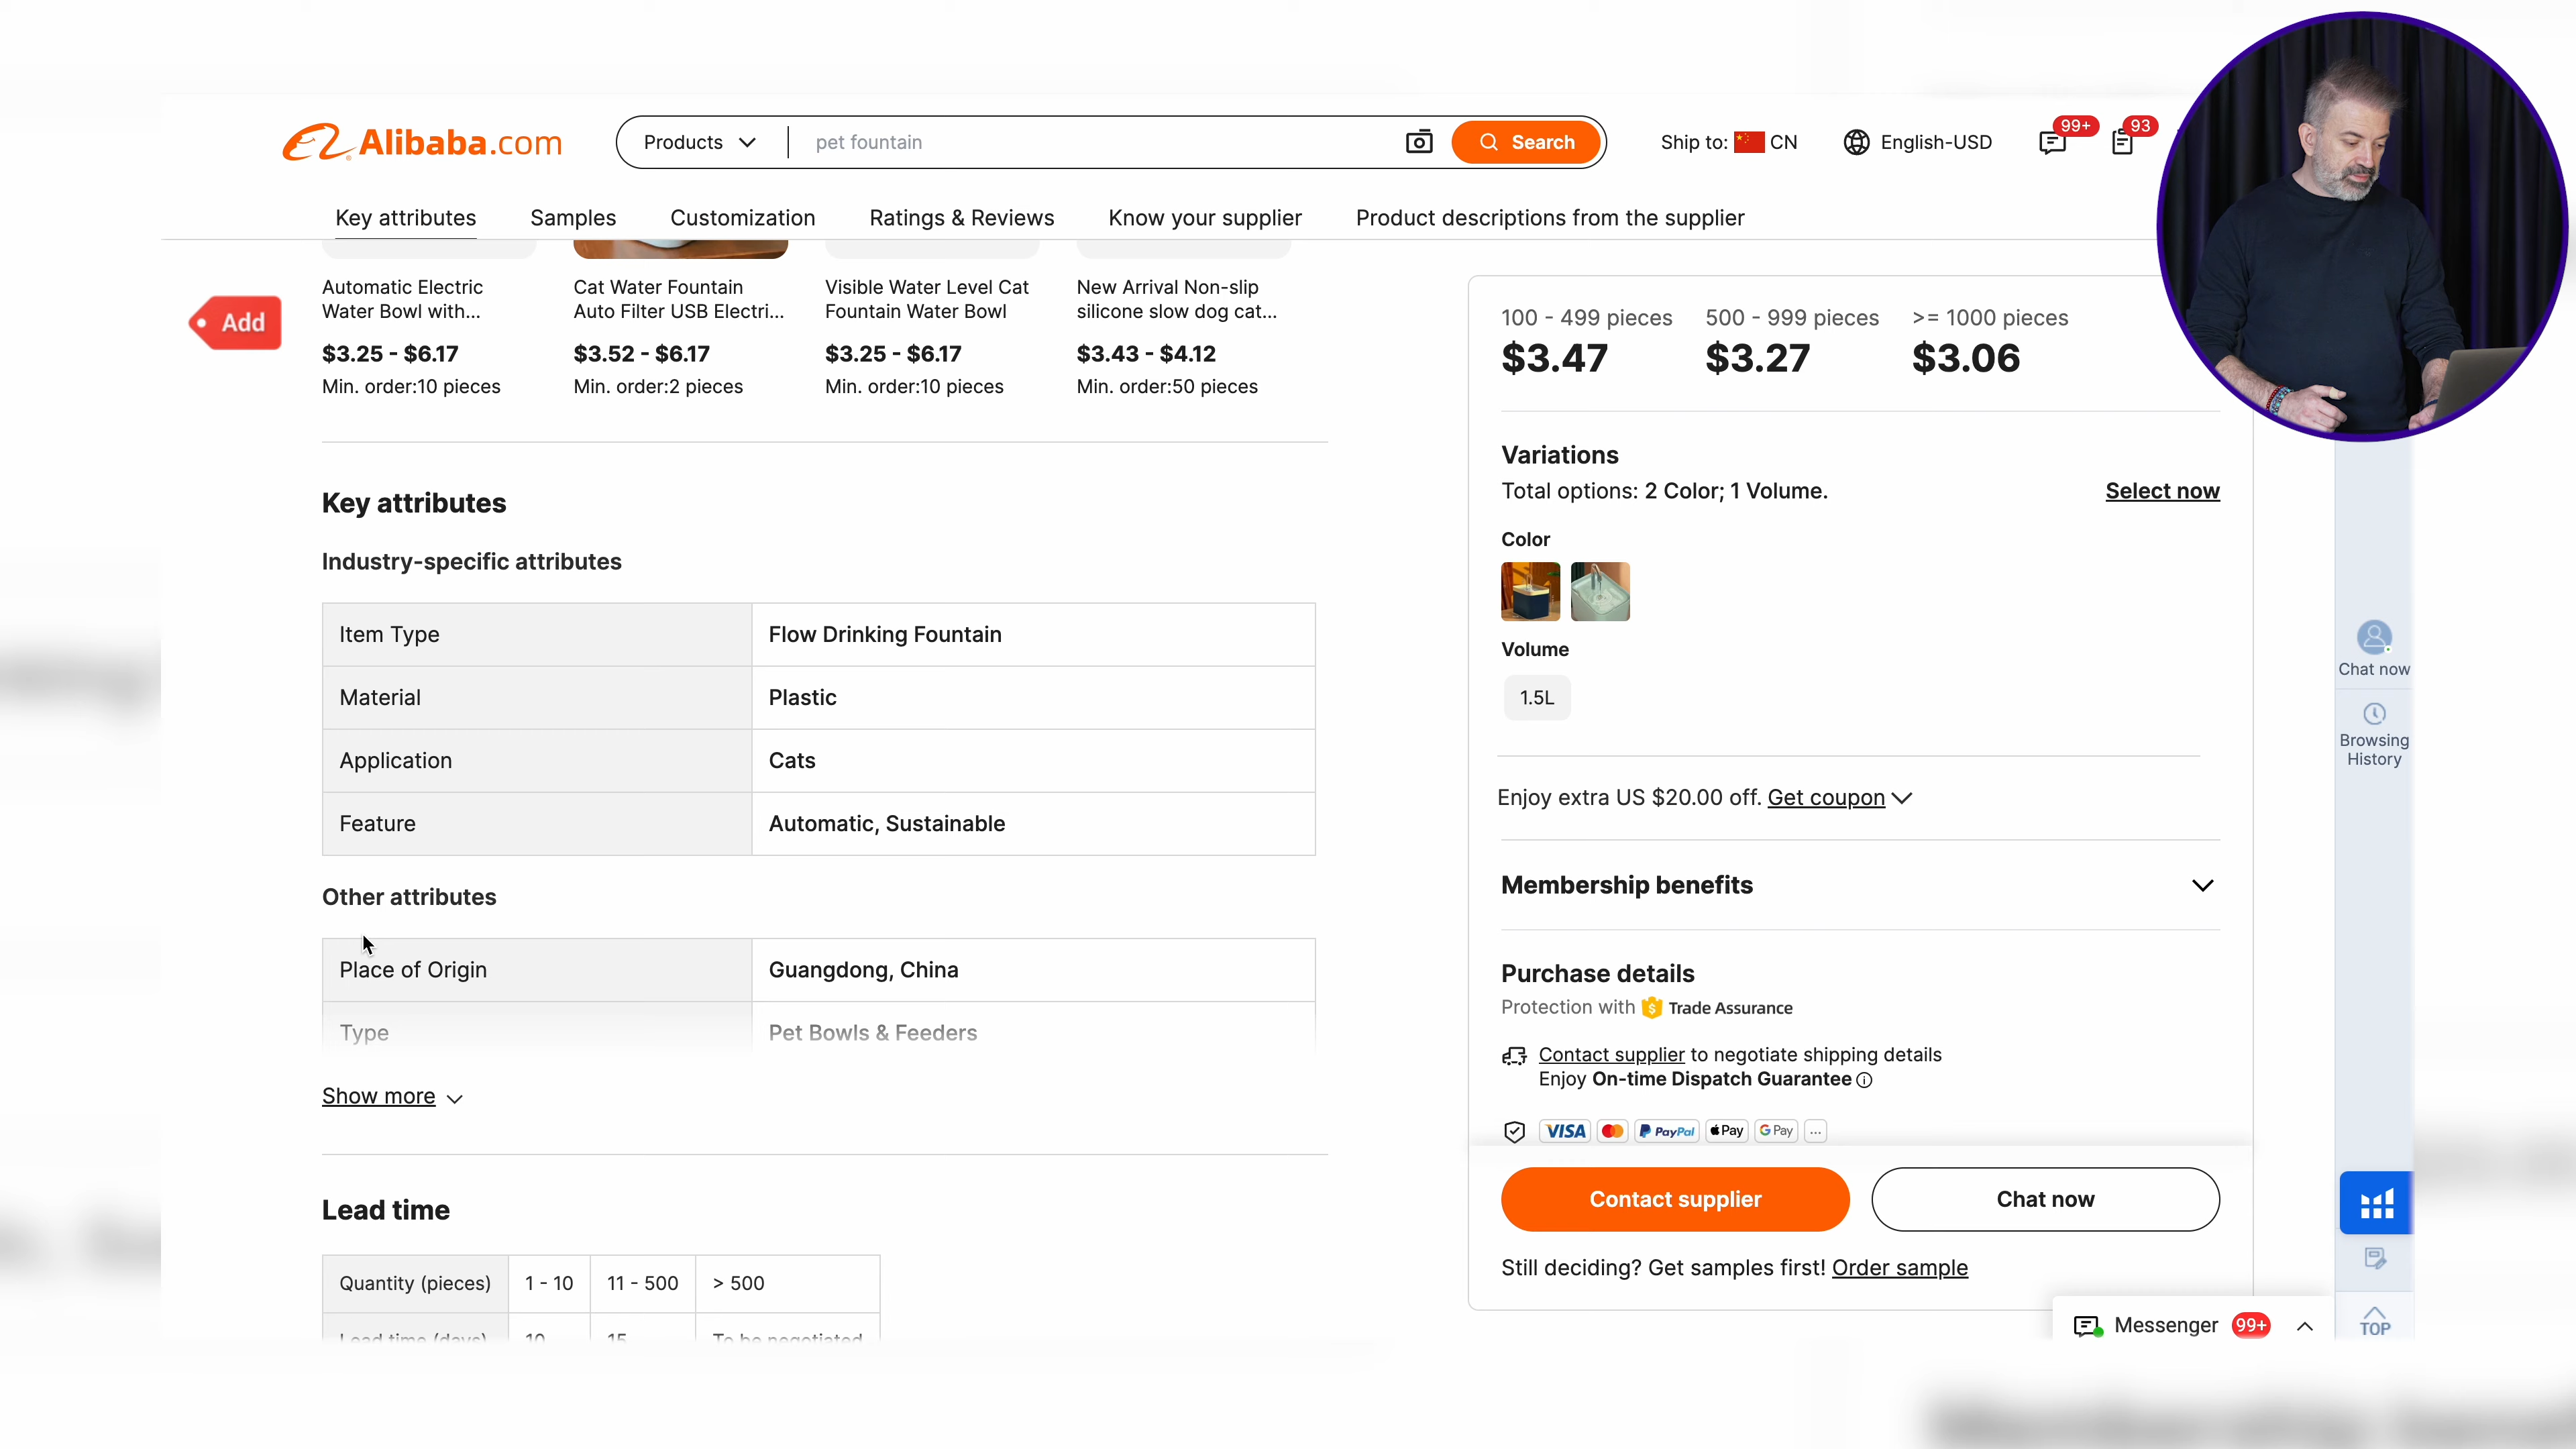 Alibaba.com
Products
pet fountain
Search
Ship to: CN
English-USD
99+
93
Key attributes
Samples
Customization
Ratings & Reviews
Know your supplier
Product descriptions from the supplier
Add
Automatic Electric
Water Bowl with...
$3.25 - $6.17
Min. order:10 pieces
Cat Water Fountain
Auto Filter USB Electri...
$3.52 - $6.17
Min. order:2 pieces
Visible Water Level Cat
Fountain Water Bowl
$3.25 - $6.17
Min. order:10 pieces
New Arrival Non-slip
silicone slow dog cat...
$3.43 - $4.12
Min. order:50 pieces
Key attributes
Industry-specific attributes
Item Type
Flow Drinking Fountain
Material
Plastic
Application
Cats
Feature
Automatic, Sustainable
Other attributes
Place of Origin
Guangdong, China
Type
Pet Bowls & Feeders
Show more
Lead time
Quantity (pieces)
1 - 10
11 - 500
> 500
Lead time (days)
10
15
To be negotiated
100 - 499 pieces
$3.47
500 - 999 pieces
$3.27
>= 1000 pieces
$3.06
Variations
Total options: 2 Color; 1 Volume.
Select now
Color
Volume
1.5L
Enjoy extra US $20.00 off. Get coupon
Membership benefits
Purchase details
Protection with $ Trade Assurance
Contact supplier to negotiate shipping details
Enjoy On-time Dispatch Guarantee
VISA
PayPal
Pay
G Pay
...
Contact supplier
Chat now
Still deciding? Get samples first! Order sample
Chat now
Browsing
History
Messenger
99+
TOP